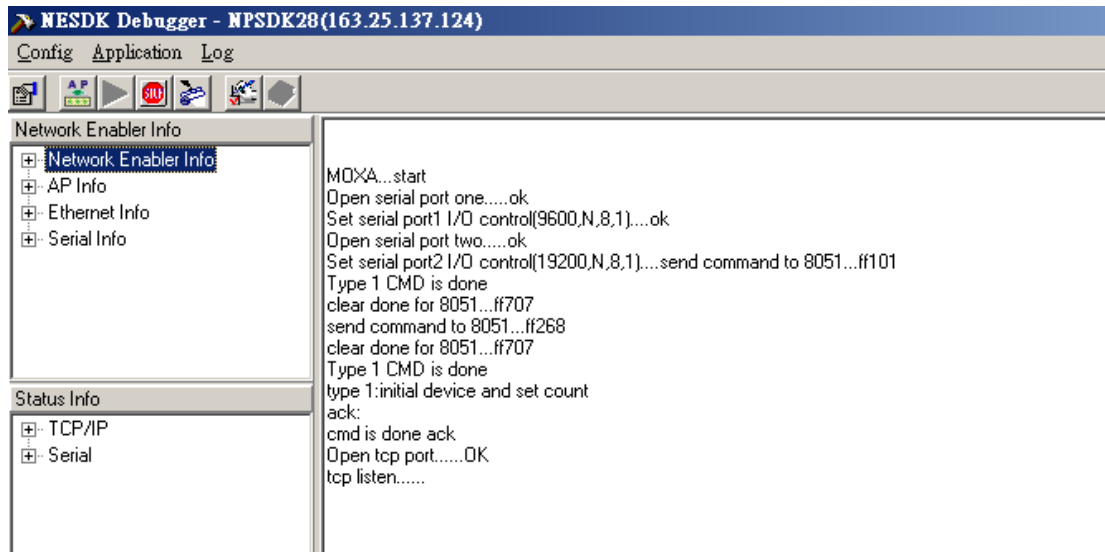 NESDK Debugger - NPSDK28(163.25.137.124)
Config Application Log
Network Enabler Info
Network Enabler Info
AP Info
Ethernet Info
Serial Info
Status Info
TCP/IP
Serial
MOXA...start
Open serial port one.....ok
Set serial port1 I/O control(9600,N,8,1)....ok
Open serial port two.....ok
Set serial port2 I/O control(19200,N,8,1)....send command to 8051...ff101
Type 1 CMD is done
clear done for 8051...ff707
send command to 8051...ff268
clear done for 8051...ff707
Type 1 CMD is done
type 1:initial device and set count
ack:
cmd is done ack
Open tcp port......OK
tcp listen......